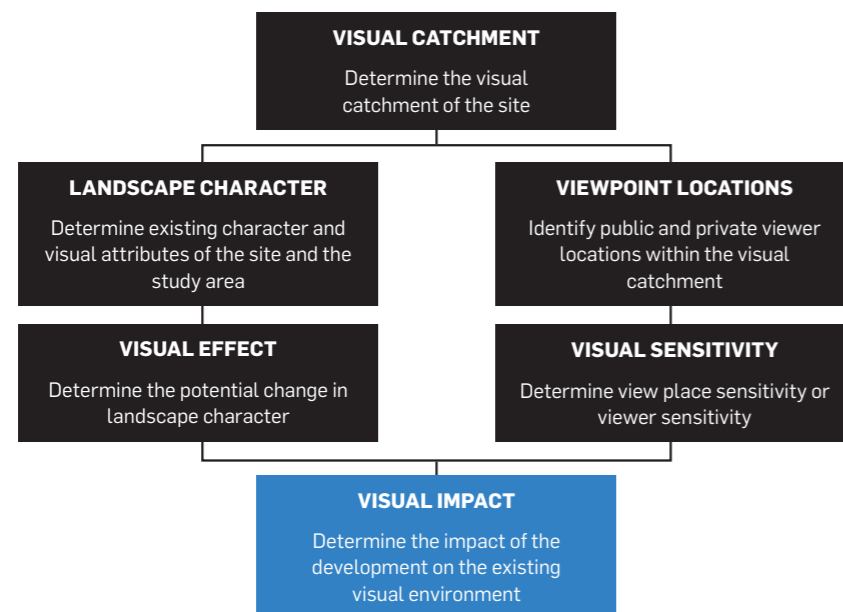 VISUAL CATCHMENT
Determine the visual
catchment of the site
LANDSCAPE CHARACTER
Determine existing character and
visual attributes of the site and the
study area
VIEWPOINT LOCATIONS
Identify public and private viewer
locations within the visual
catchment
VISUAL EFFECT
Determine the potential change in
landscape character
VISUAL SENSITIVITY
Determine view place sensitivity or
viewer sensitivity
VISUAL IMPACT
Determine the impact of the
development on the existing
visual environment